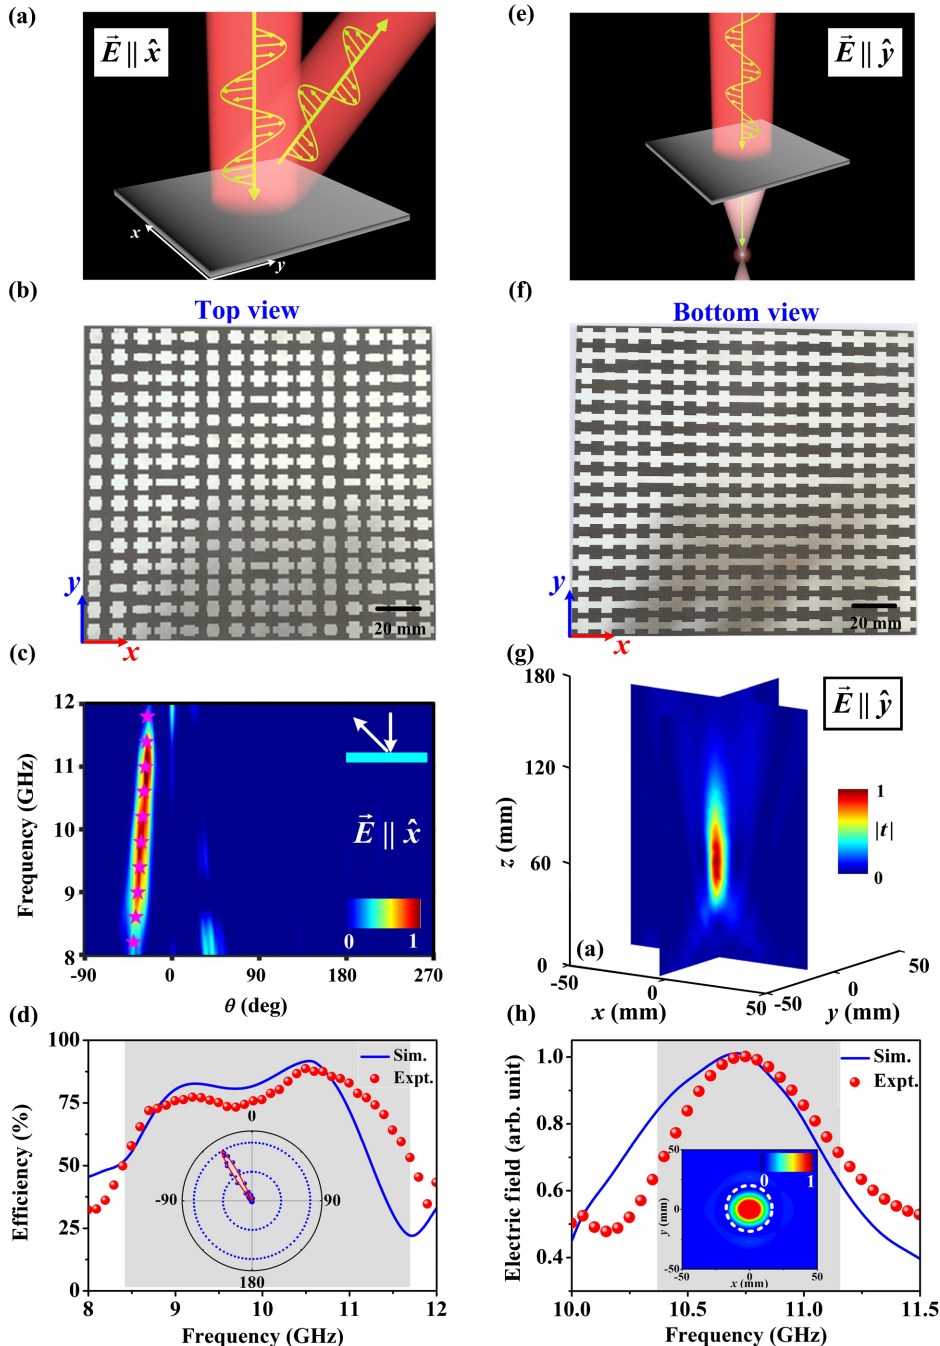 (a)
E⃗ ∥ x̂
x
y
(e)
E⃗ ∥ ŷ
(b)
Top view
y
x
20 mm
(f)
Bottom view
y
x
20 mm
(c)
Frequency (GHz)
12
11
10
9
8
E⃗ ∥ x̂
0 1
-90 0 90 180 270
θ (deg)
(g)
E⃗ ∥ ŷ
180
120
60
0
z (mm)
1
|t|
0
(a)
-50 0 50
x (mm)
-50 0 50
y (mm)
(d)
Efficiency (%)
100
75
50
25
0
Sim.
Expt.
0
-90 90
180
8 9 10 11 12
Frequency (GHz)
(h)
Electric field (arb. unit)
1.0
0.8
0.6
0.4
Sim.
Expt.
0 1
50
0
-50
y (mm)
-50 0 50
x (mm)
10.0 10.5 11.0 11.5
Frequency (GHz)